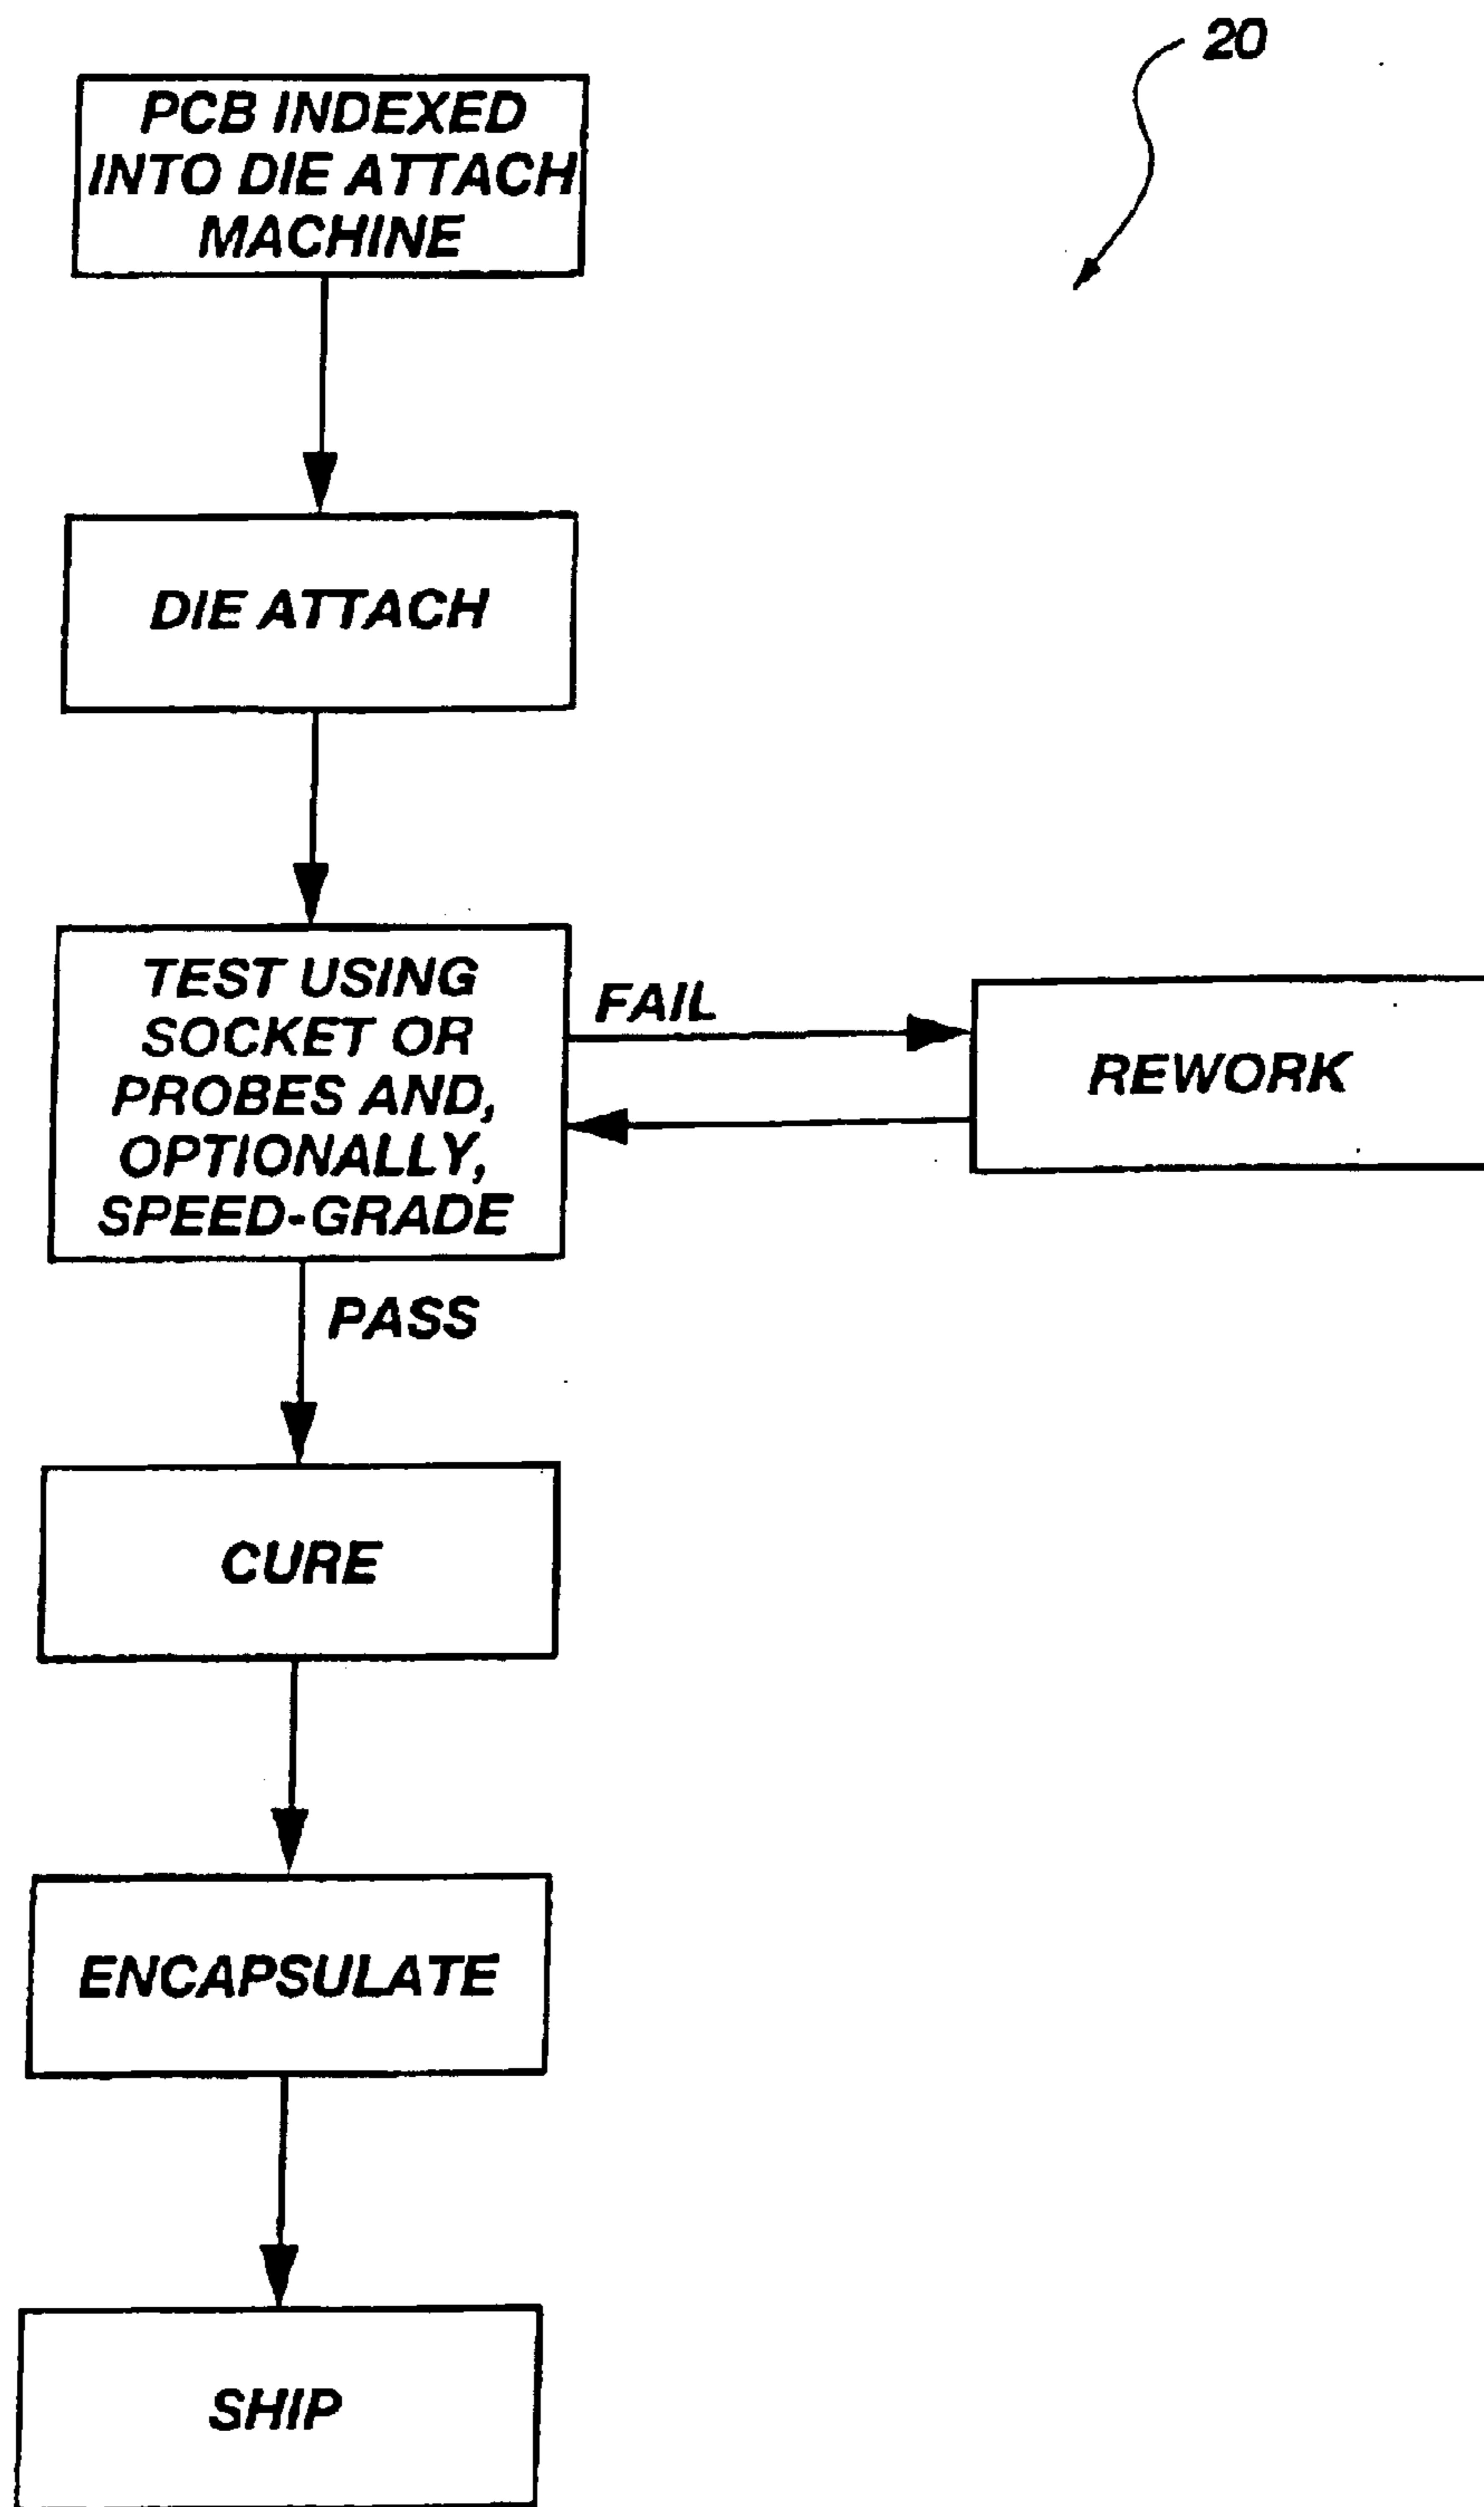 20
PCB INDEXED
INTO DIE ATTACH
MACHINE
DIE ATTACH
TEST USING
SOCKET OR
PROBES AND,
OPTIONALLY,
SPEED-GRADE
FAIL
REWORK
PASS
CURE
ENCAPSULATE
SHIP